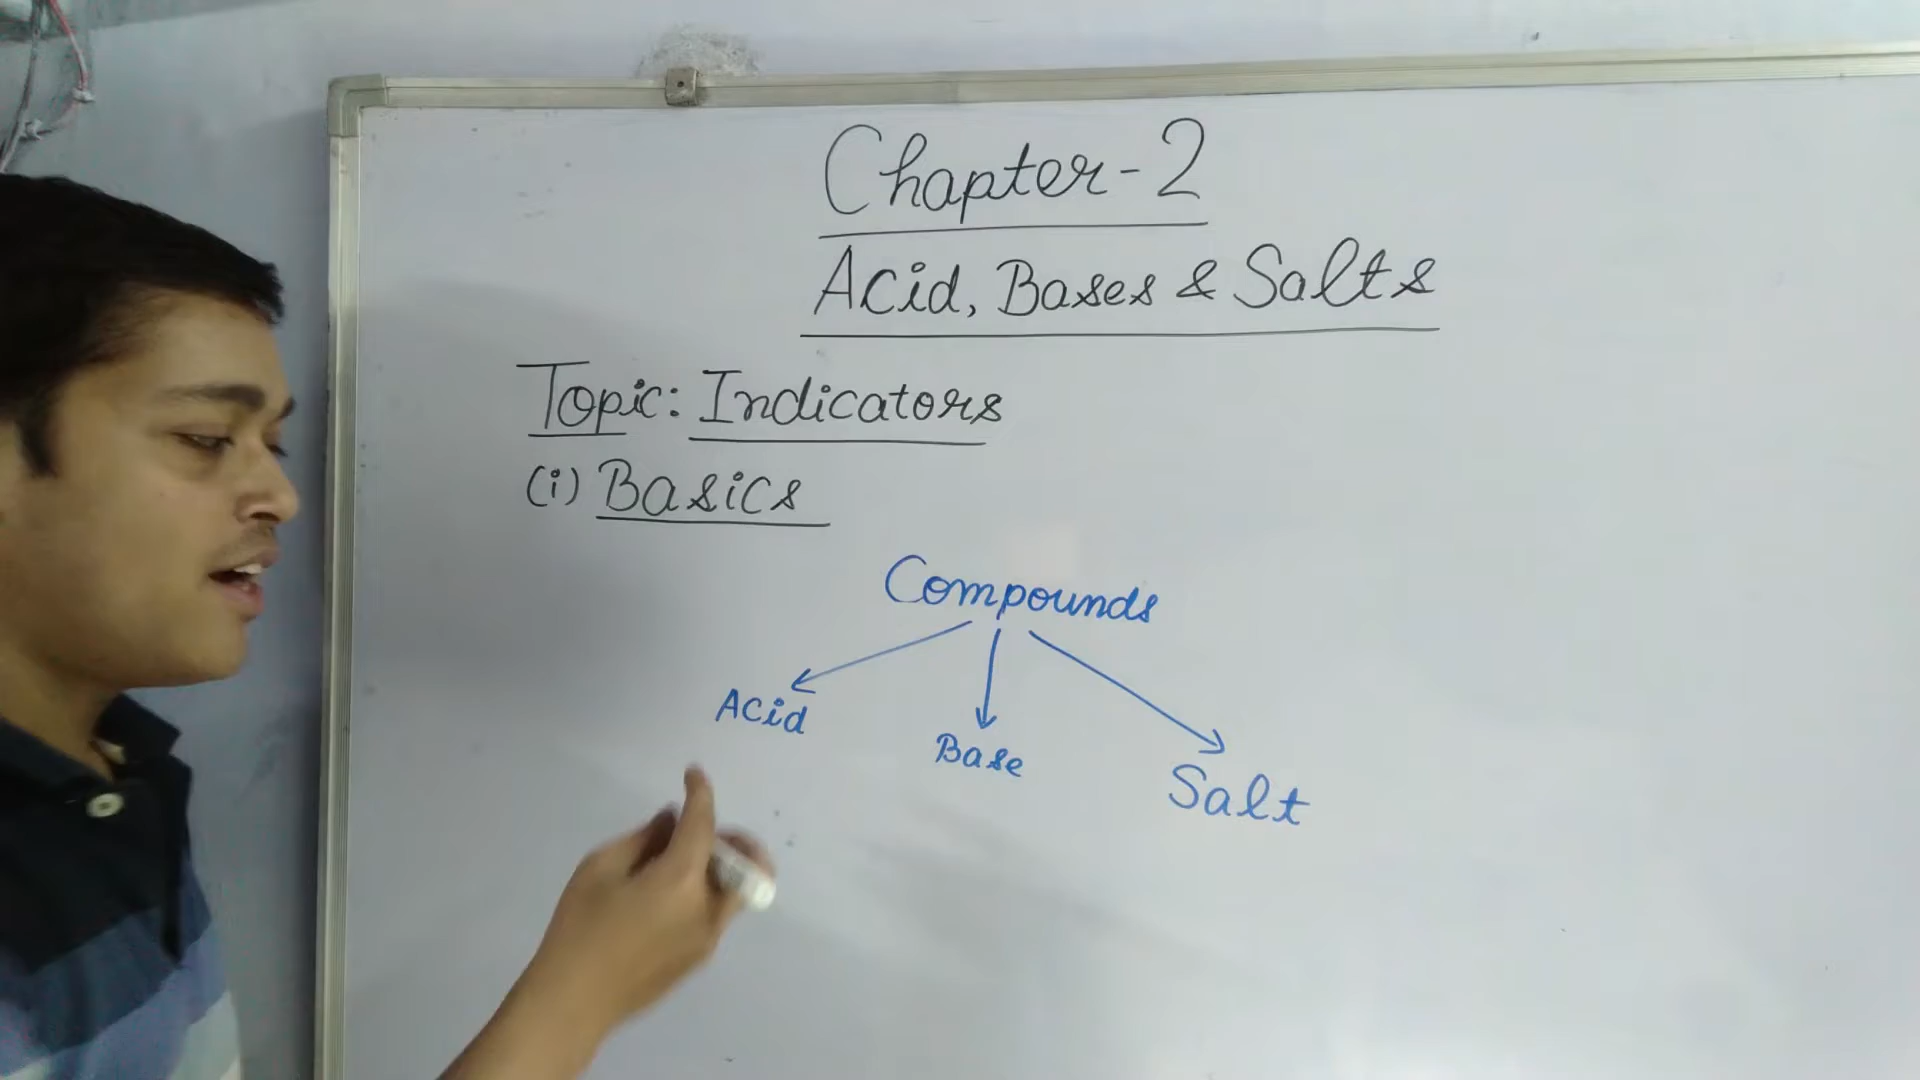 Chapter-2
Acid, Bases & Salts
Topic: Indicators
(i) Basics
Compounds
Acid
Base
Salt